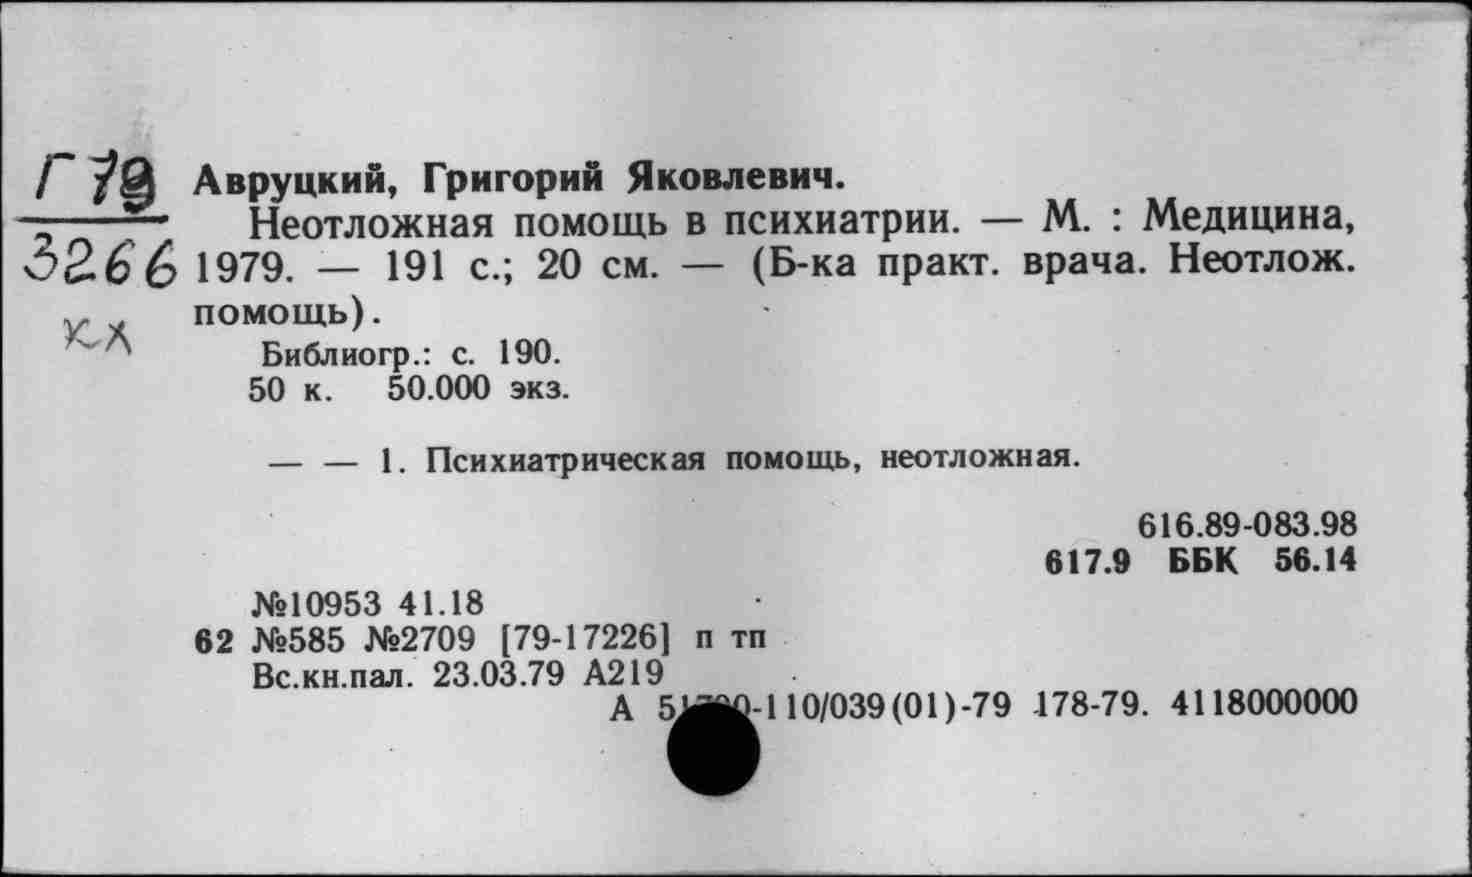 Г 79
3266
кл
Авруцкий, Григорий Яковлевич.
Неотложная помощь в психиатрии. — М. : Медицина,
1979. — 191 с.; 20 см. — (Б-ка практ. врача. Неотлож.
помощь).
Библиогр.: с. 190.
50 к. 50.000 экз.
— — 1. Психиатрическая помощь, неотложная.
616.89-083.98
617.9 ББК 56.14
№10953 41.18
62 №585 №2709 [79-17226] п тп
Вс.кн.пал. 23.03.79 А219
А -110/039(01)-79 178-79. 4118000000